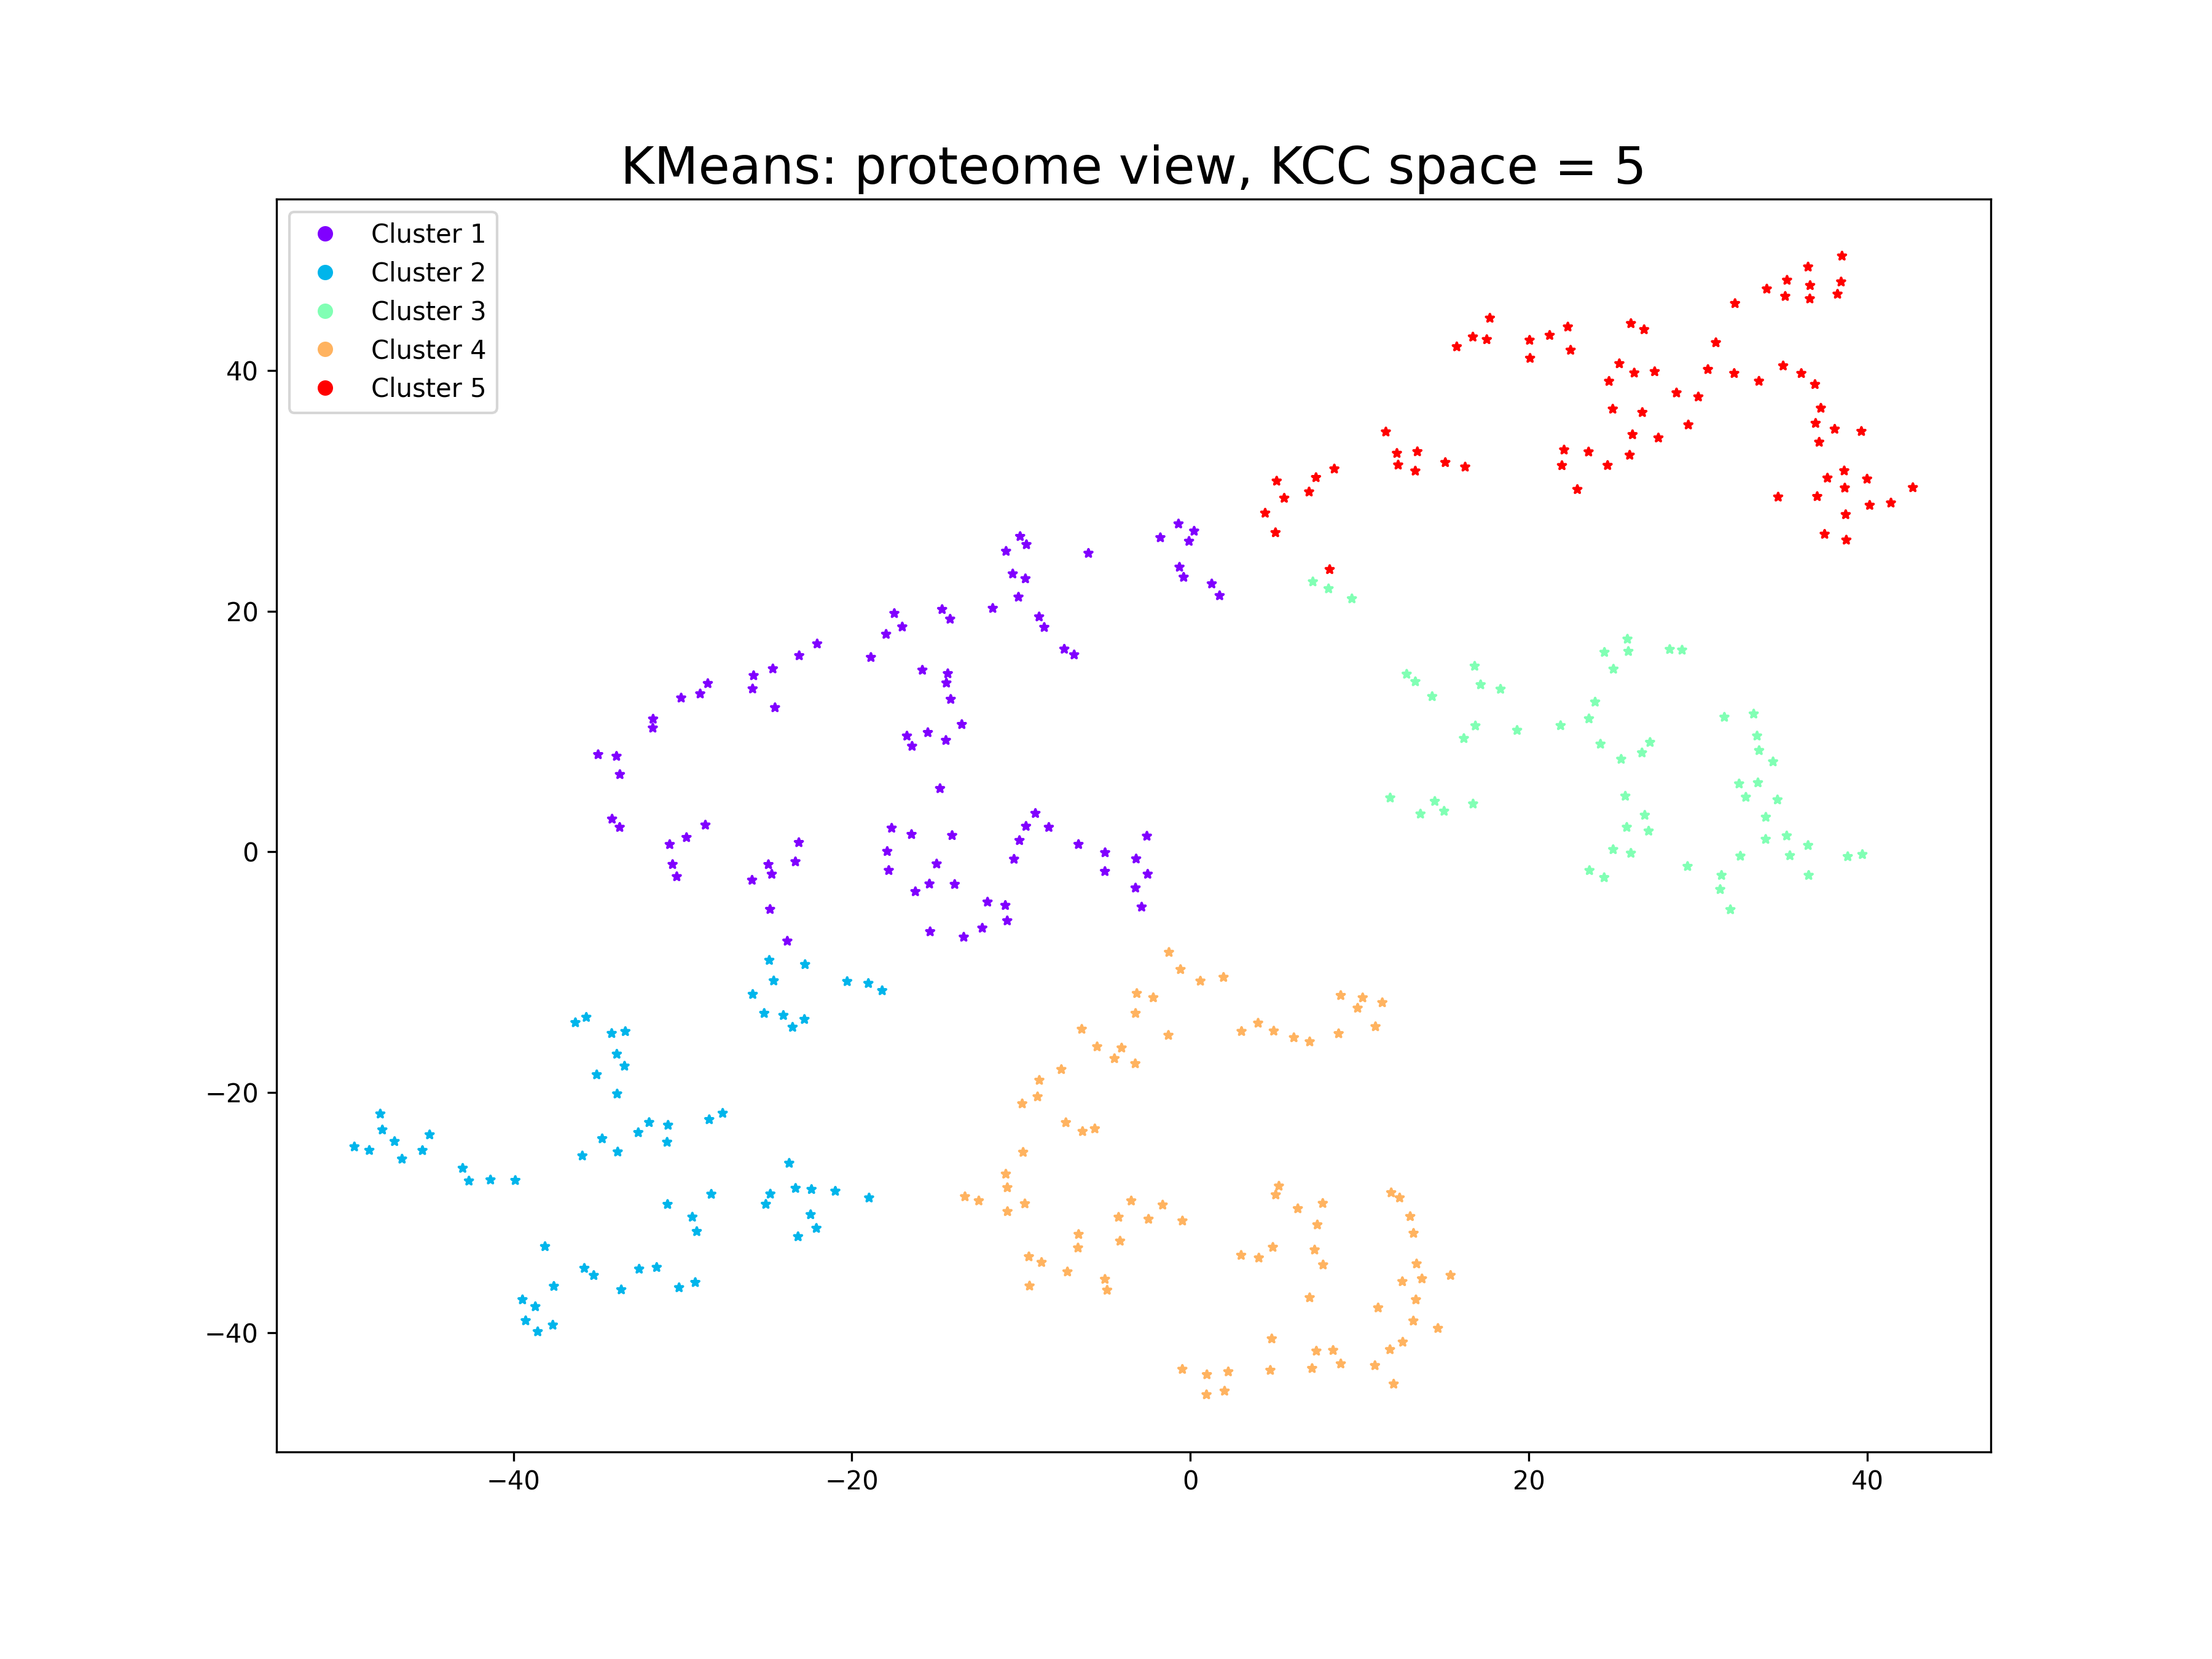 KMeans: proteome view, KCC space = 5
Cluster 1
Cluster 2
Cluster 3
Cluster 4
Cluster 5
40
20
0
−20
−40
−40 −20 0 20 40